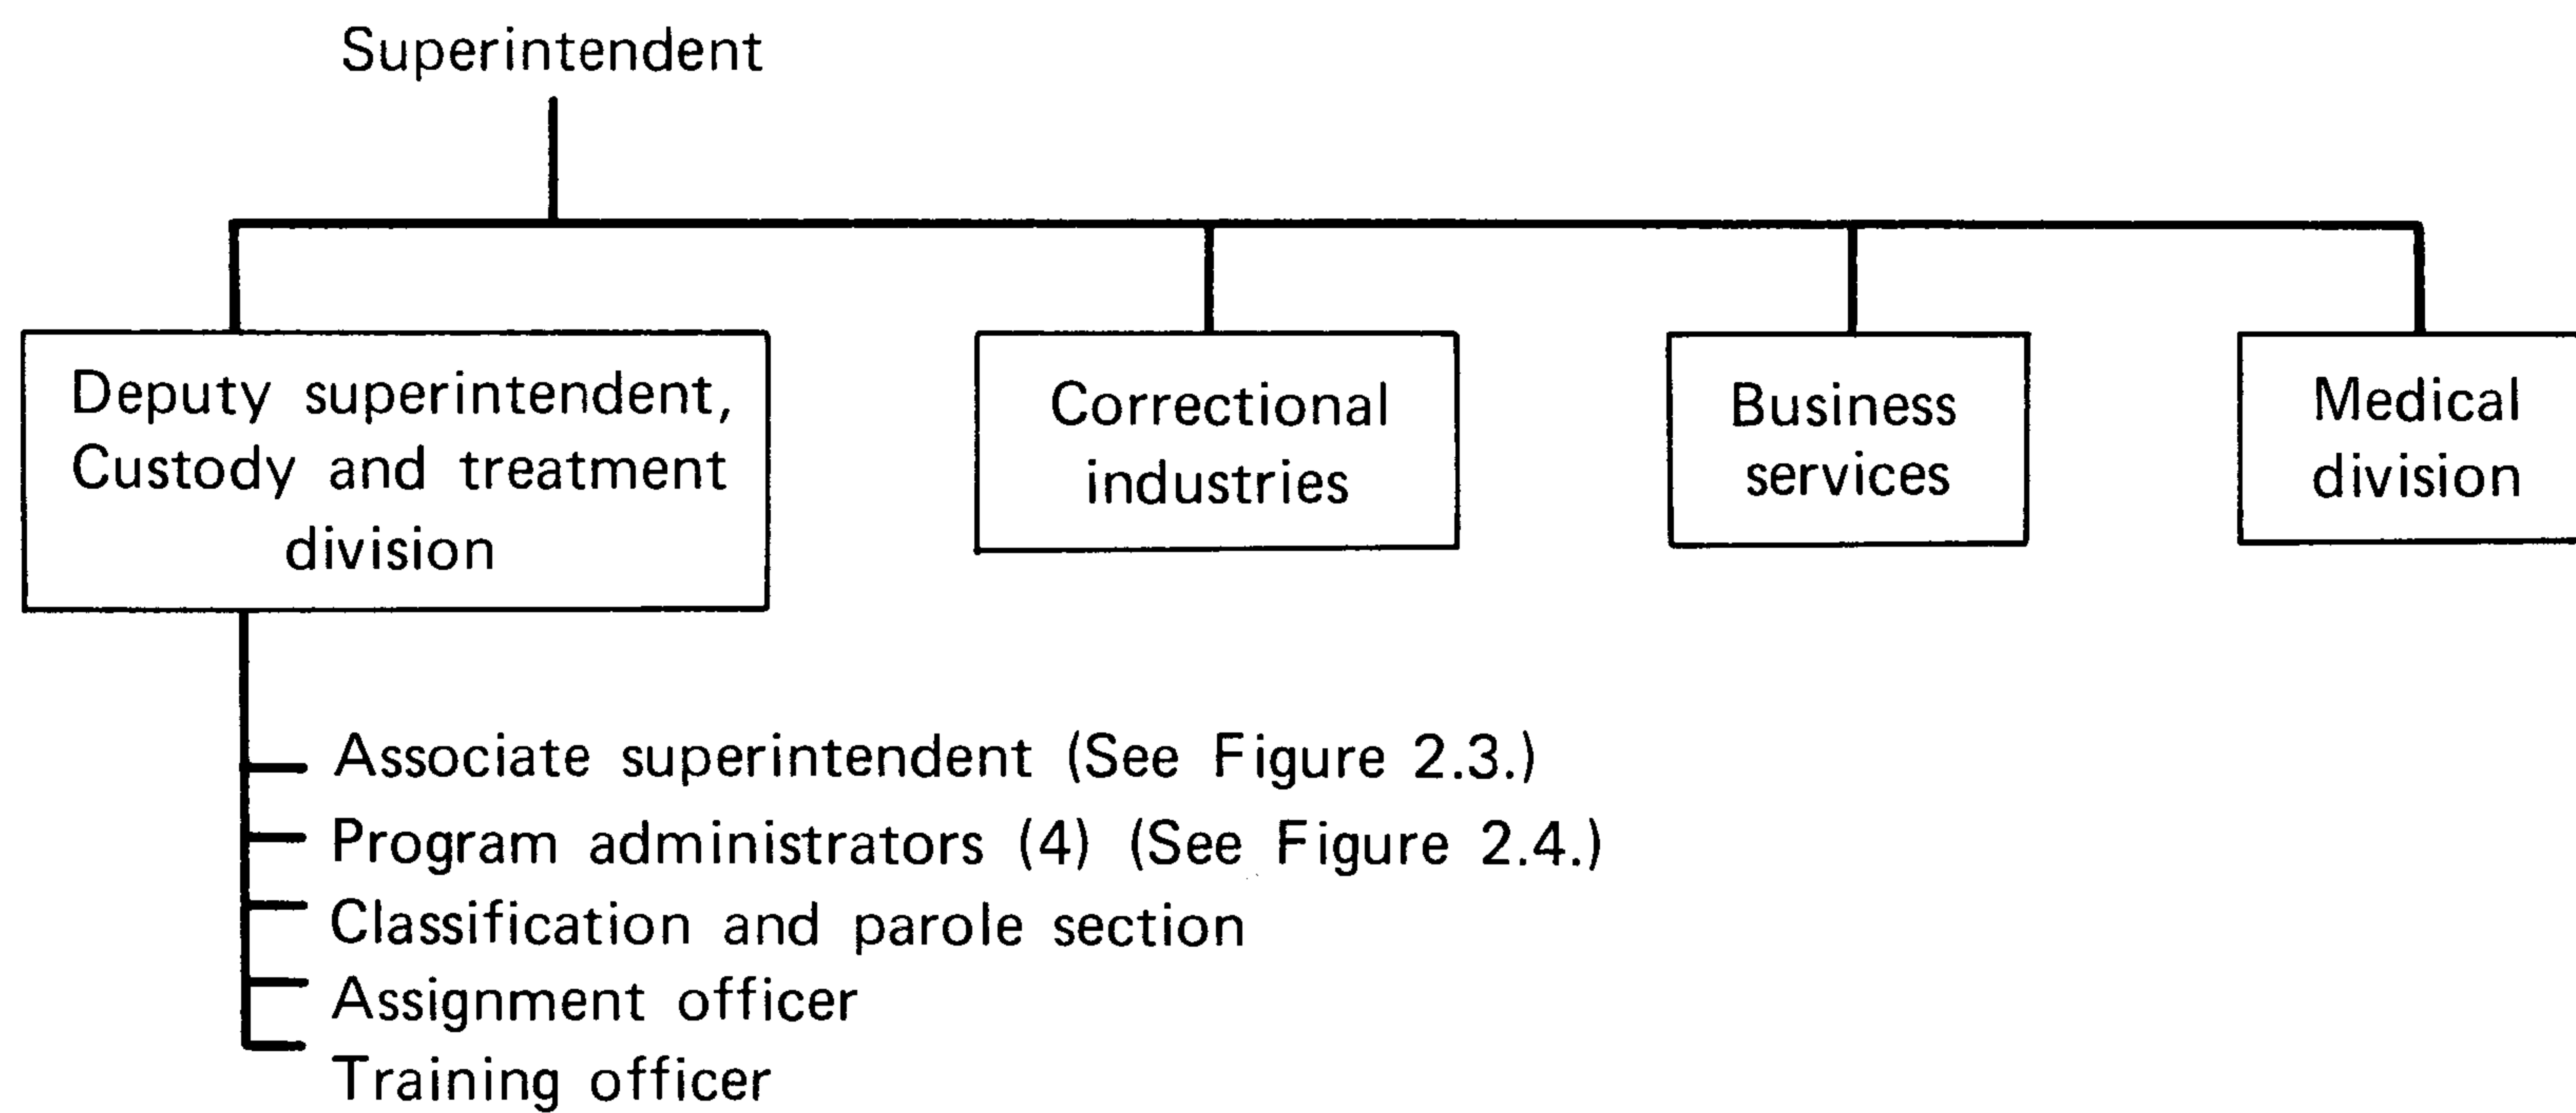 Superintendent
Deputy superintendent,
Custody and treatment
division
Correctional
industries
Business
services
Medical
division
Associate superintendent (See Figure 2.3.)
Program administrators (4) (See Figure 2.4.)
Classification and parole section
Assignment officer
Training officer